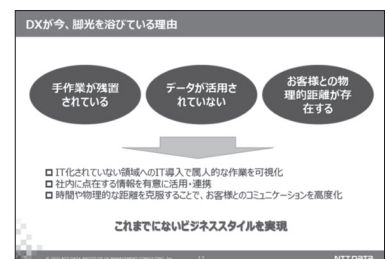 DXが今、脚光を浴びている理由
手作業が残置
されている
データが活用さ
れていない
お客様との物
理的距離が存
在する
□ IT化されていない領域へのIT導入で属人的な作業を可視化
□ 社内に点在する情報を有意に活用・連携
□ 時間や物理的な距離を克服することで、お客様とのコミュニケーションを高度化
これまでにないビジネススタイルを実現
NTT DATA